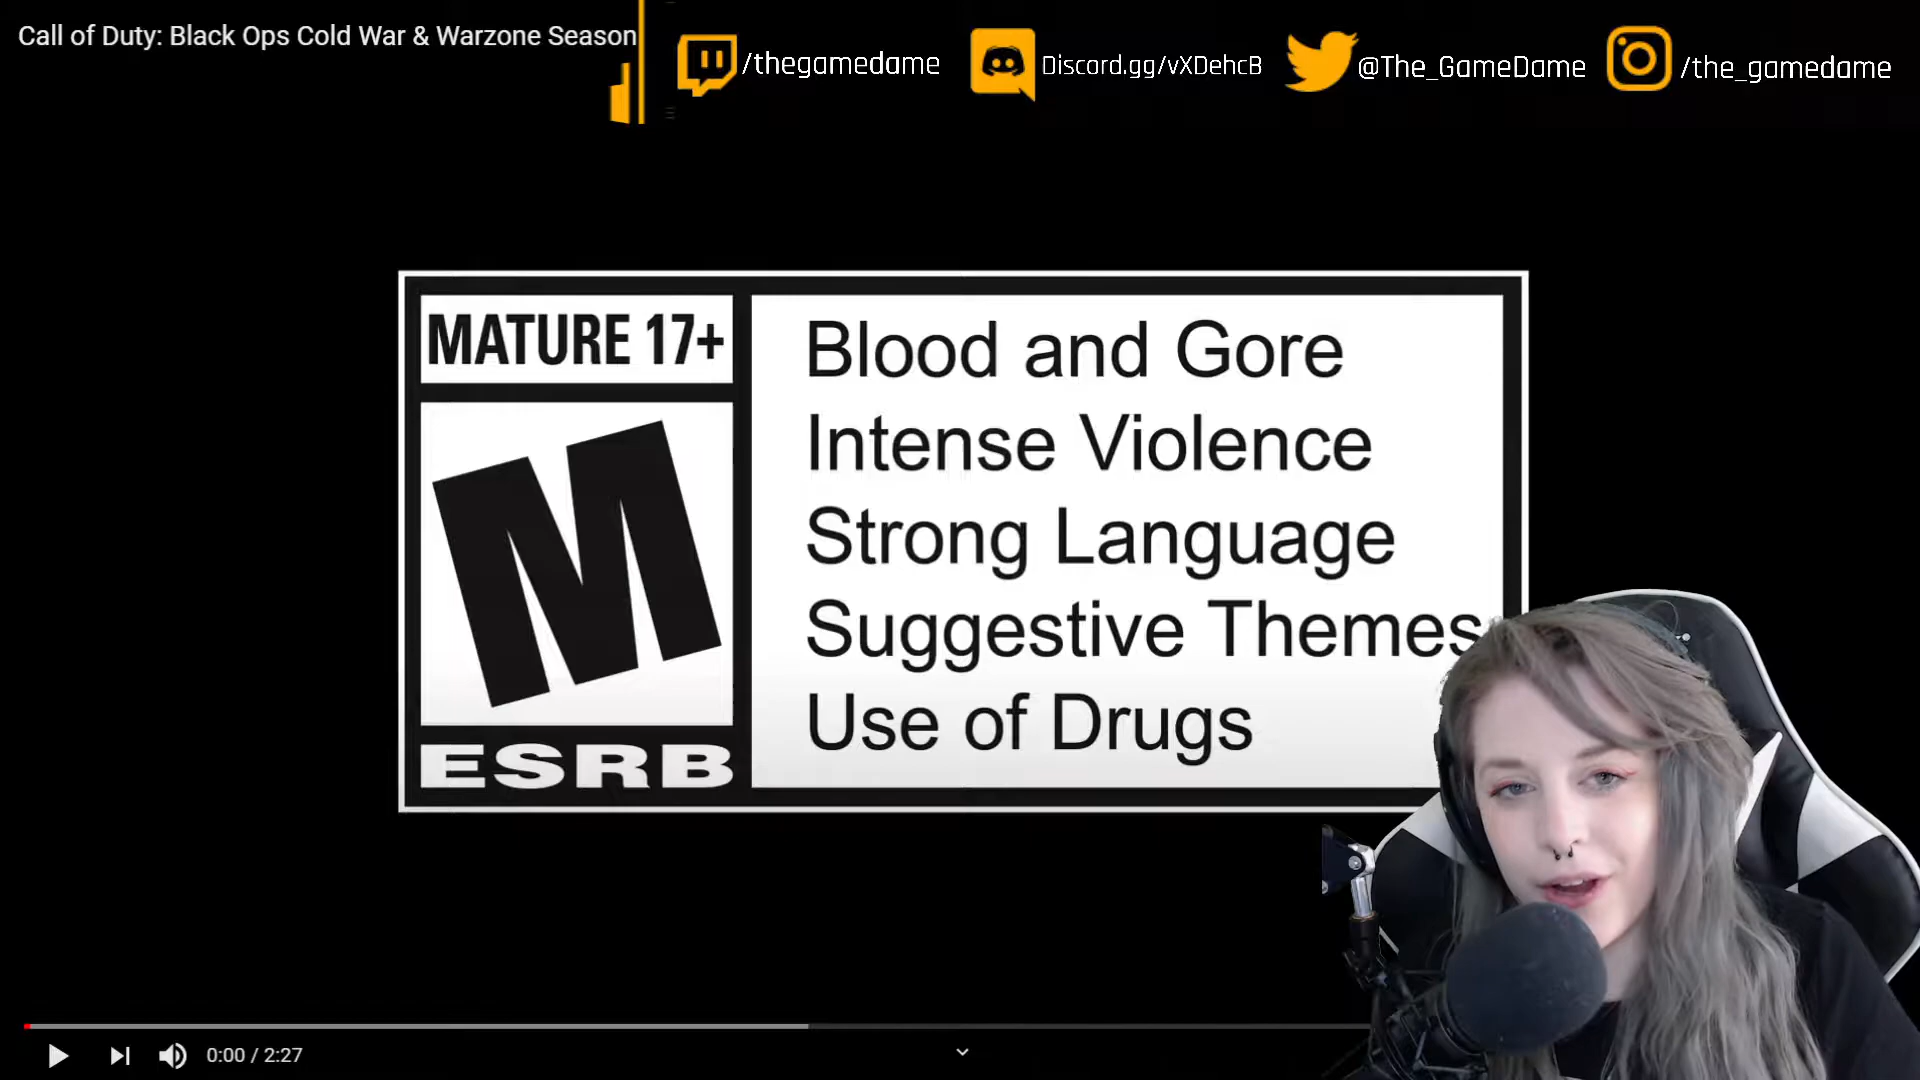 Call of Duty: Black Ops Cold War & Warzone Season
/thegamedame
Discord.gg/vXDehcB
@The_GameDame
/the_gamedame
MATURE 17+
M
ESRB
Blood and Gore
Intense Violence
Strong Language
Suggestive Themes
Use of Drugs
0:00 / 2:27